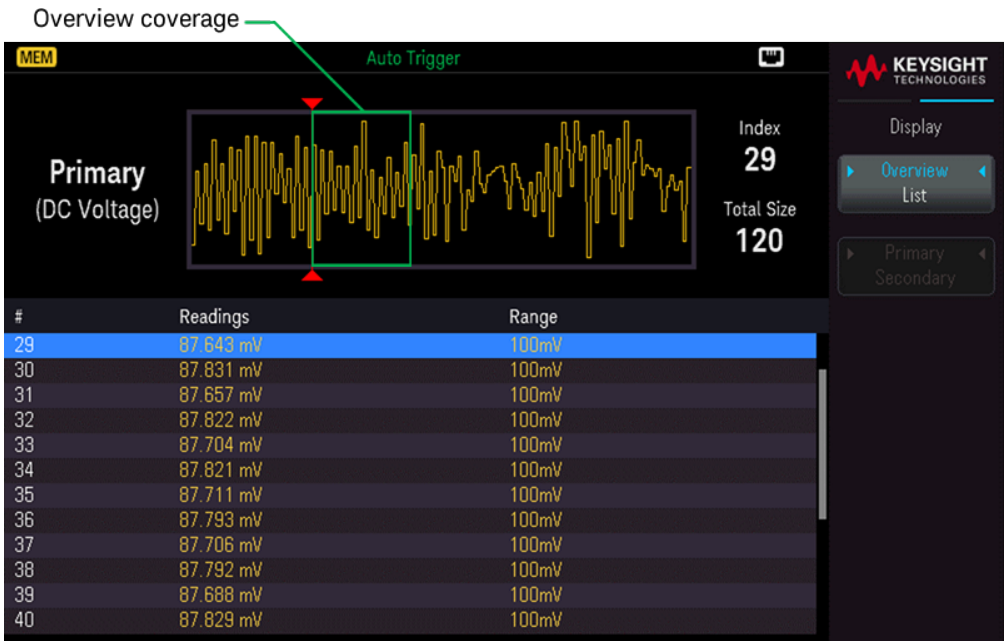 Overview coverage
MEM
Auto Trigger
KEYSIGHT
TECHNOLOGIES
Display
Overview
List
Primary
Secondary
Primary
(DC Voltage)
Index
29
Total Size
120
# Readings Range
29 87.643 mV 100mV
30 87.831 mV 100mV
31 87.657 mV 100mV
32 87.822 mV 100mV
33 87.704 mV 100mV
34 87.821 mV 100mV
35 87.711 mV 100mV
36 87.793 mV 100mV
37 87.706 mV 100mV
38 87.792 mV 100mV
39 87.688 mV 100mV
40 87.829 mV 100mV